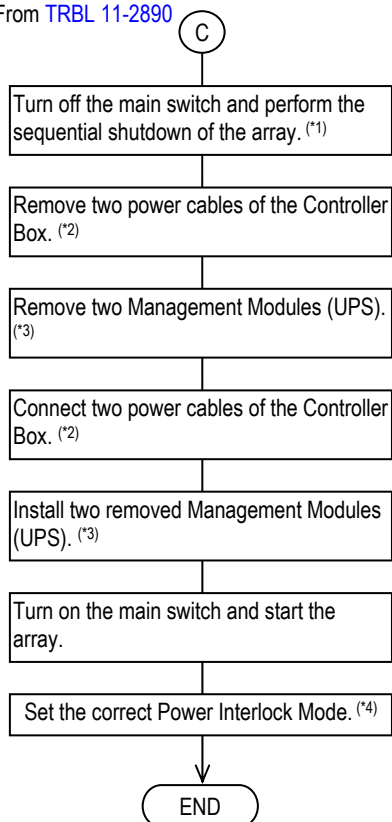 From TRBL 11-2890
C
Turn off the main switch and perform the
sequential shutdown of the array. (*1)
Remove two power cables of the Controller
Box. (*2)
Remove two Management Modules (UPS).
(*3)
Connect two power cables of the Controller
Box. (*2)
Install two removed Management Modules
(UPS). (*3)
Turn on the main switch and start the
array.
Set the correct Power Interlock Mode. (*4)
END